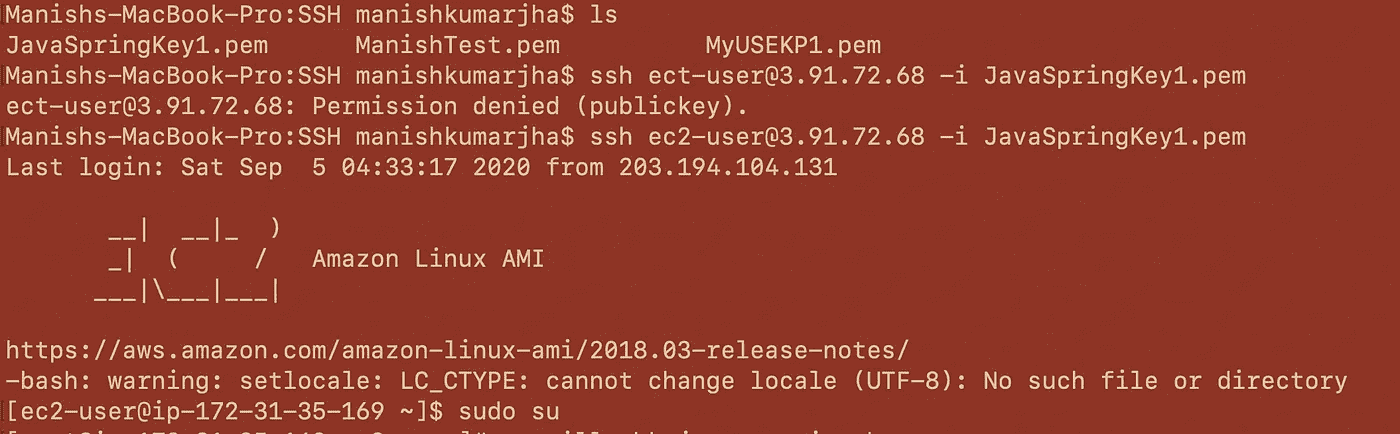 Manishs-MacBook-Pro:SSH manishkumarjha$ ls
JavaSpringKey1.pem      ManishTest.pem          MyUSEKP1.pem
Manishs-MacBook-Pro:SSH manishkumarjha$ ssh ect-user@3.91.72.68 -i JavaSpringKey1.pem
ect-user@3.91.72.68: Permission denied (publickey).
Manishs-MacBook-Pro:SSH manishkumarjha$ ssh ec2-user@3.91.72.68 -i JavaSpringKey1.pem
Last login: Sat Sep  5 04:33:17 2020 from 203.194.104.131
       __|  __|_  )
       _|  (     /   Amazon Linux AMI
      ___|\___|___|
https://aws.amazon.com/amazon-linux-ami/2018.03-release-notes/
-bash: warning: setlocale: LC_CTYPE: cannot change locale (UTF-8): No such file or directory
[ec2-user@ip-172-31-35-169 ~]$ sudo su